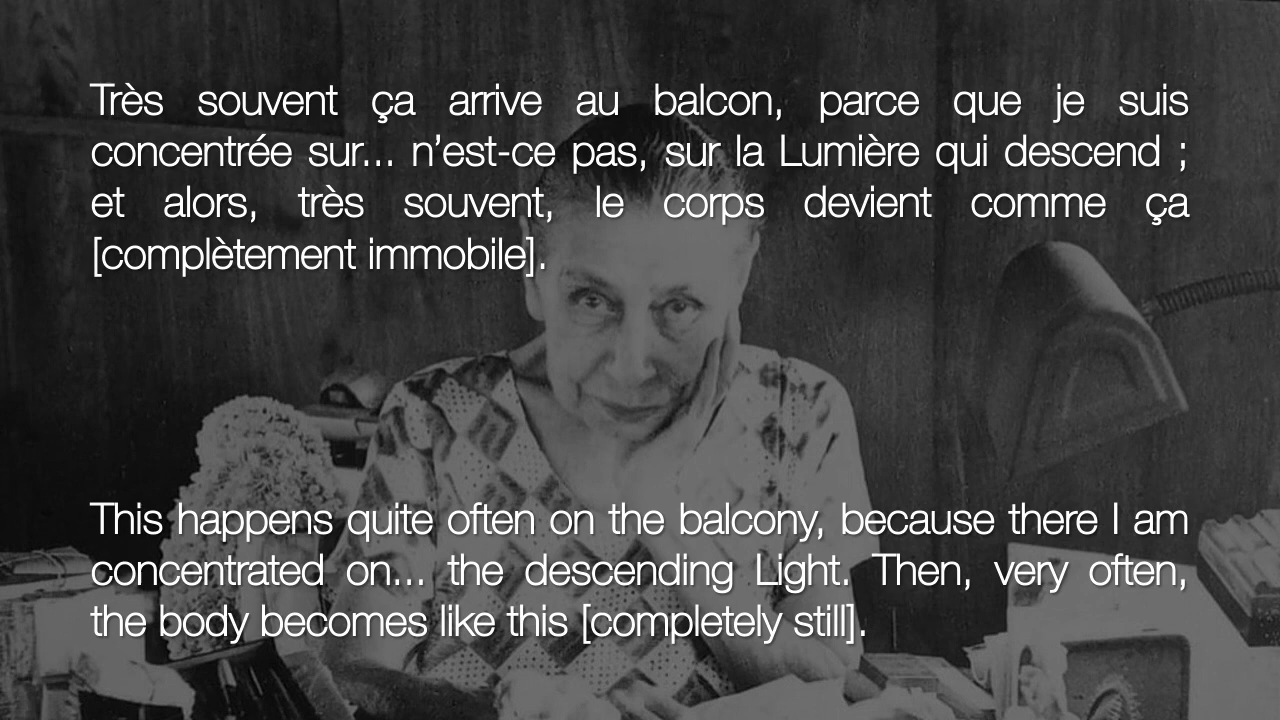 Très souvent ça arrive au balcon, parce que je suis
concentrée sur... n’est-ce pas, sur la Lumière qui descend ;
et alors, très souvent, le corps devient comme ça
[complètement immobile].
This happens quite often on the balcony, because there I am
concentrated on... the descending Light. Then, very often,
the body becomes like this [completely still].